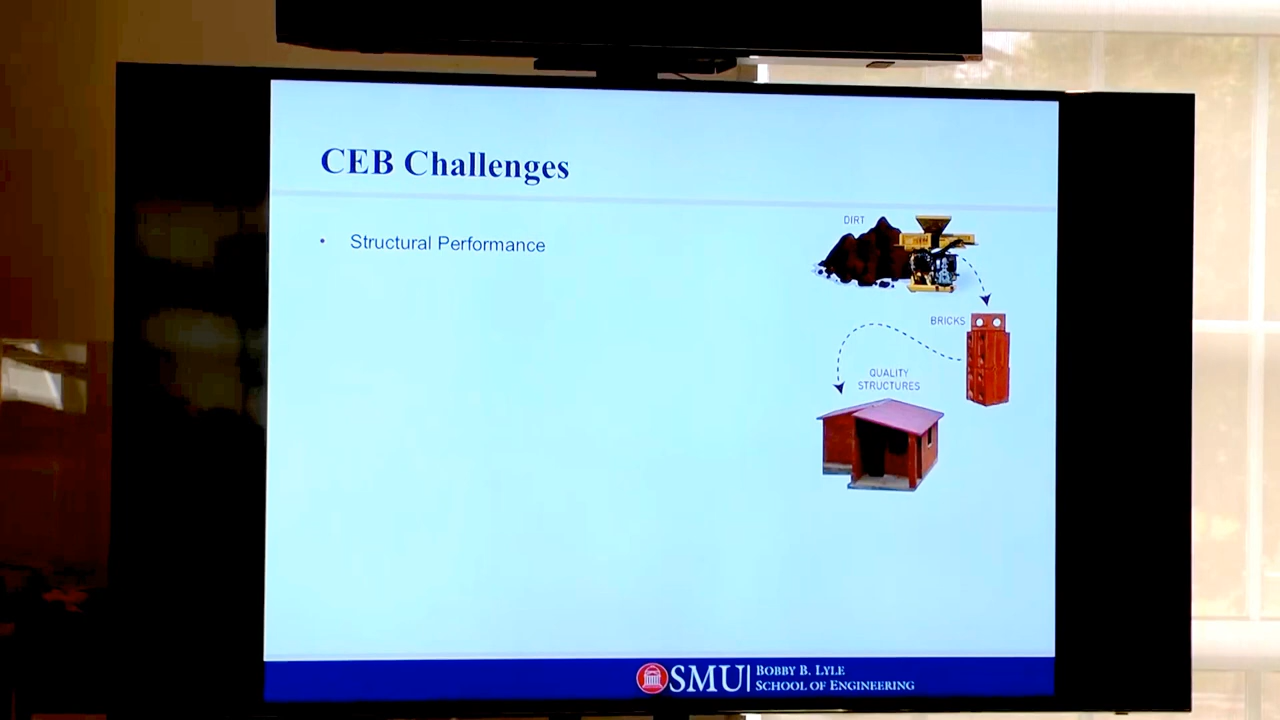 CEB Challenges
• Structural Performance
DIRT
BRICKS
QUALITY
STRUCTURES
SMU
BOBBY B. LYLE
SCHOOL OF ENGINEERING